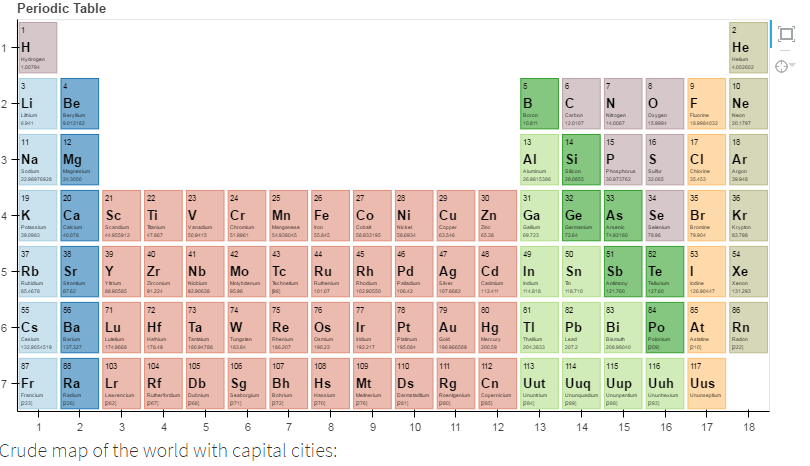 Periodic Table
1 2
1 H He
Hydrogen Helium
1.00794 4.002602
3 4 5 6 7 8 9 10
2 Li Be B C N O F Ne
Lithium Beryllium Boron Carbon Nitrogen Oxygen Fluorine Neon
6.941 9.012182 10.811 12.0107 14.0067 15.9994 18.9984032 20.1797
11 12 13 14 15 16 17 18
3 Na Mg Al Si P S Cl Ar
Sodium Magnesium Aluminum Silicon Phosphorus Sulfur Chlorine Argon
22.98976928 24.3050 26.9815386 28.0855 30.973762 32.065 35.453 39.948
19 20 21 22 23 24 25 26 27 28 29 30 31 32 33 34 35 36
4 K Ca Sc Ti V Cr Mn Fe Co Ni Cu Zn Ga Ge As Se Br Kr
Potassium Calcium Scandium Titanium Vanadium Chromium Manganese Iron Cobalt Nickel Copper Zinc Gallium Germanium Arsenic Selenium Bromine Krypton
39.0983 40.078 44.955912 47.867 50.9415 51.9961 54.938045 55.845 58.933195 58.6934 63.546 65.38 69.723 72.64 74.92160 78.96 79.904 83.798
37 38 39 40 41 42 43 44 45 46 47 48 49 50 51 52 53 54
5 Rb Sr Y Zr Nb Mo Tc Ru Rh Pd Ag Cd In Sn Sb Te I Xe
Rubidium Strontium Yttrium Zirconium Niobium Molybdenum Technetium Ruthenium Rhodium Palladium Silver Cadmium Indium Tin Antimony Tellurium Iodine Xenon
85.4678 87.62 88.90585 91.224 92.90638 95.96 [98] 101.07 102.90550 106.42 107.8682 112.411 114.818 118.710 121.760 127.60 126.90447 131.293
55 56 71 72 73 74 75 76 77 78 79 80 81 82 83 84 85 86
6 Cs Ba Lu Hf Ta W Re Os Ir Pt Au Hg Tl Pb Bi Po At Rn
Cesium Barium Lutetium Hafnium Tantalum Tungsten Rhenium Osmium Iridium Platinum Gold Mercury Thallium Lead Bismuth Polonium Astatine Radon
132.9054519 137.327 174.9668 178.49 180.94788 183.84 186.207 190.23 192.217 195.084 196.966569 200.59 204.3833 207.2 208.98040 [209] [210] [222]
87 88 103 104 105 106 107 108 109 110 111 112 113 114 115 116 117
7 Fr Ra Lr Rf Db Sg Bh Hs Mt Ds Rg Cn Uut Uuq Uup Uuh Uus
Francium Radium Lawrencium Rutherfordium Dubnium Seaborgium Bohrium Hassium Meitnerium Darmstadtium Roentgenium Copernicium Ununtrium Ununquadium Ununpentium Ununhexium Ununseptium
[223] [226] [262] [267] [268] [271] [272] [270] [276] [281] [280] [285] [284] [289] [288] [293]
1 2 3 4 5 6 7 8 9 10 11 12 13 14 15 16 17 18
Crude map of the world with capital cities: